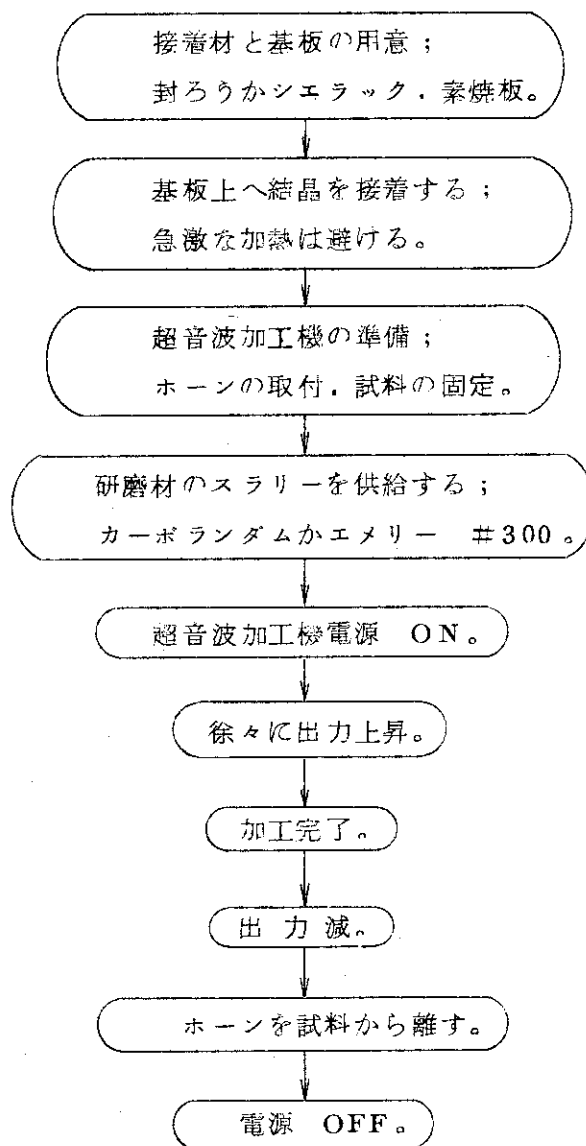 接着材と基板の用意；
封ろうかシエラック．素焼板。
基板上へ結晶を接着する；
急激な加熱は避ける。
超音波加工機の準備；
ホーンの取付．試料の固定。
研磨材のスラリーを供給する；
カーボランダムかエメリー ＃300。
超音波加工機電源 ON。
徐々に出力上昇。
加工完了。
出力減。
ホーンを試料から離す。
電源 OFF。